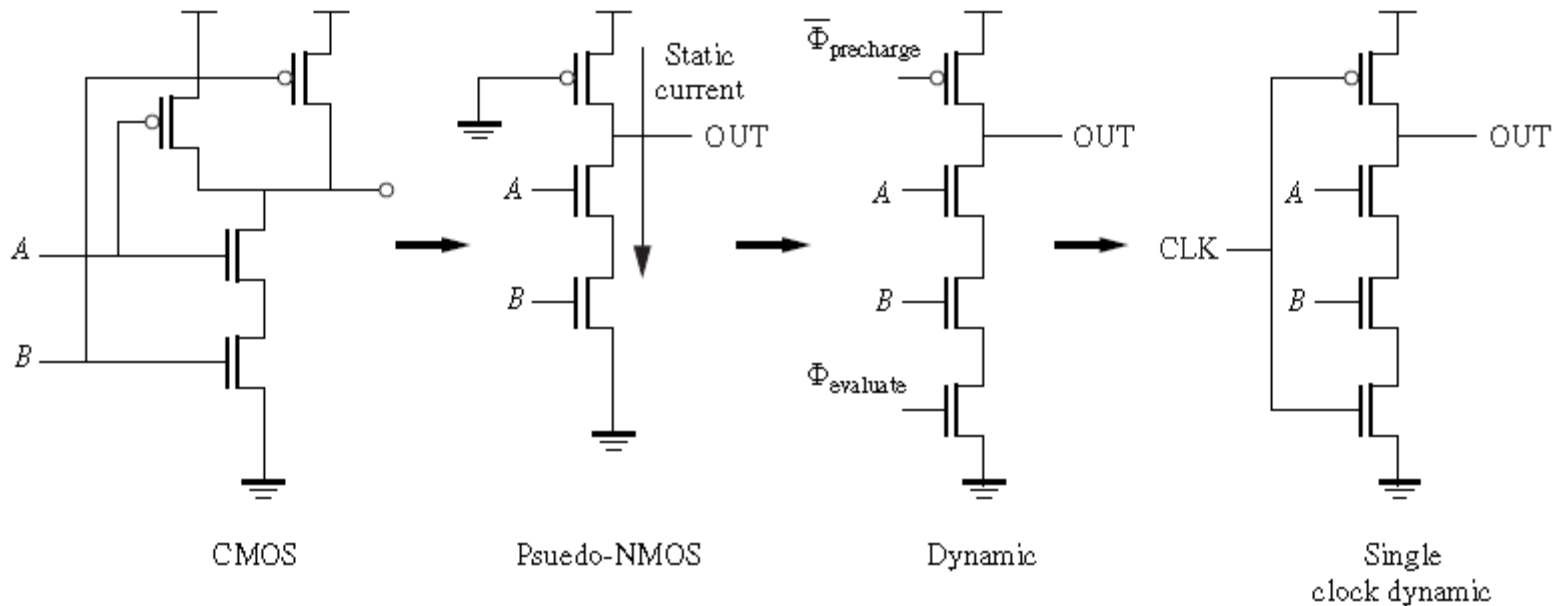 A
B
CMOS
Static
current
OUT
A
B
Psuedo-NMOS
Φ̅precharge
OUT
A
B
Φevaluate
Dynamic
CLK
OUT
A
B
Single
clock dynamic